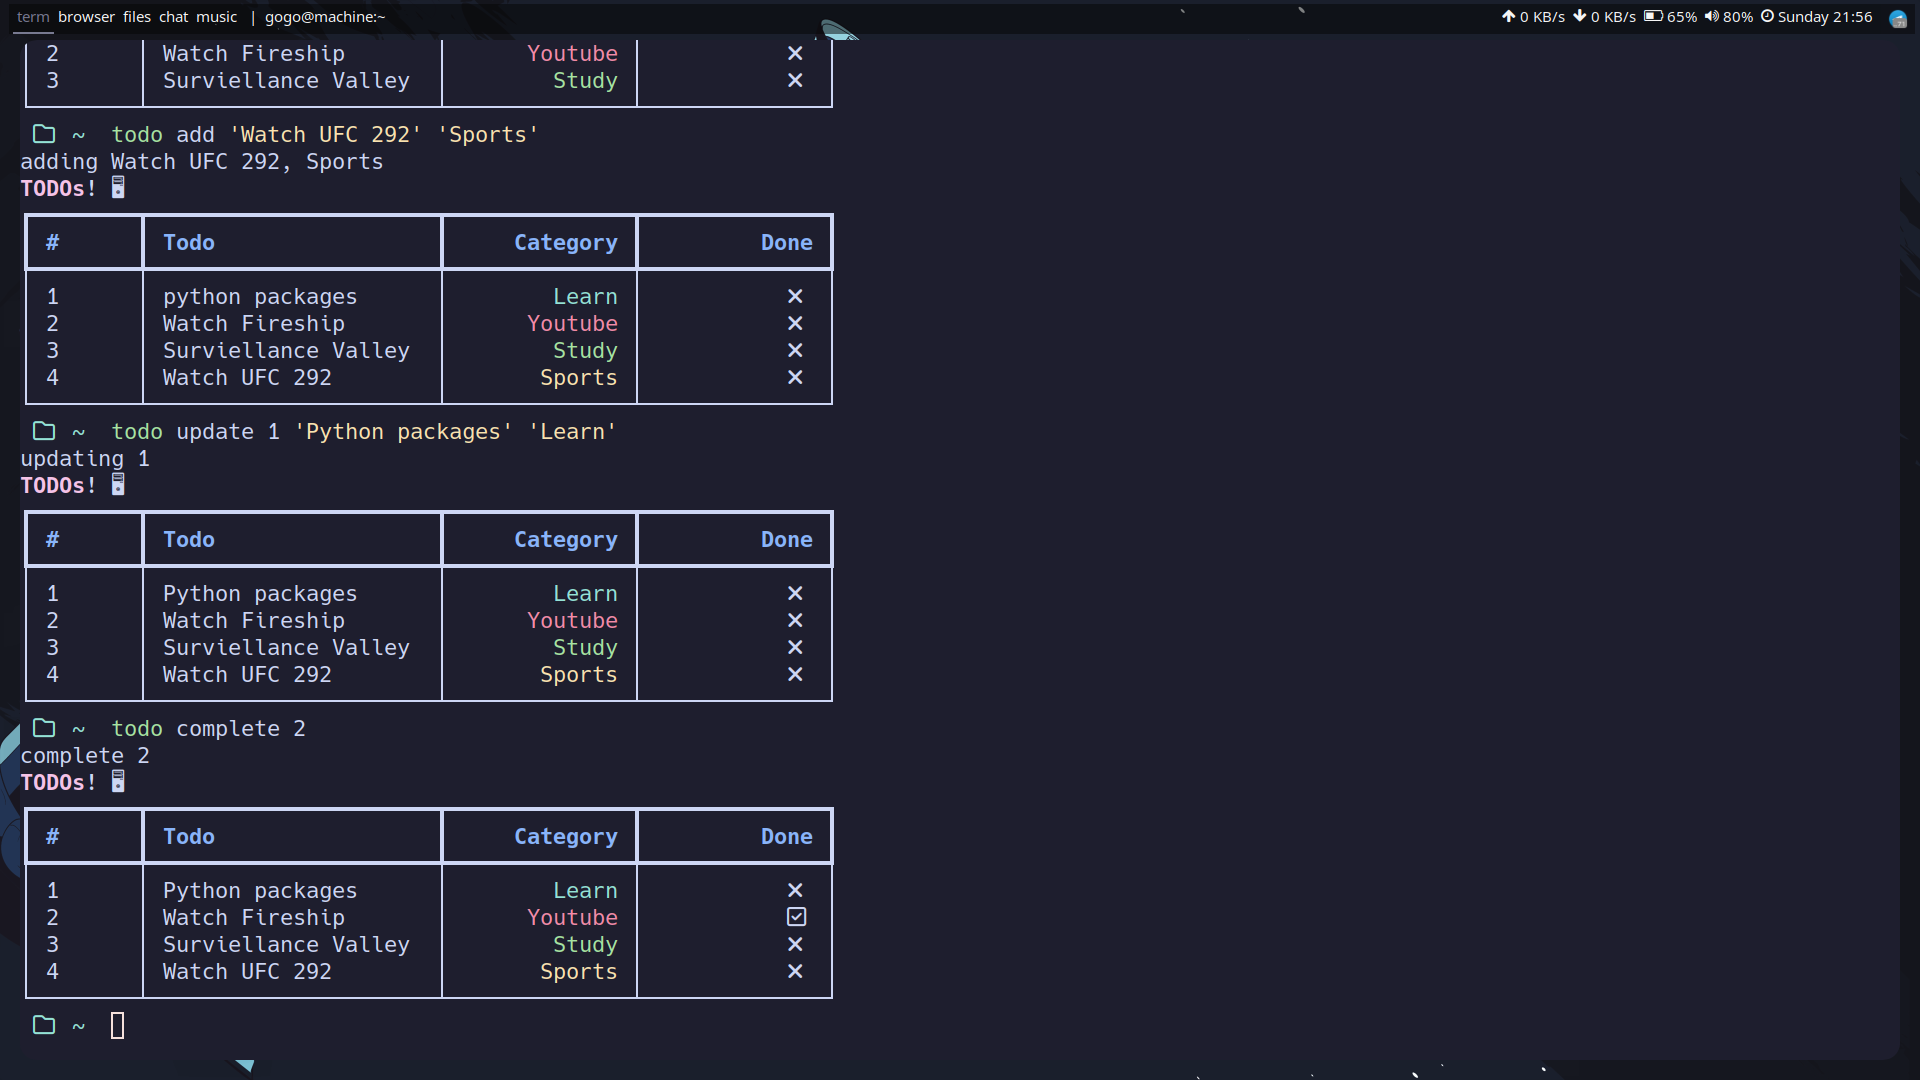 term browser files chat music | gogo@machine:~ 0 KB/s 0 KB/s 65% 80% Sunday 21:56
2 Watch Fireship Youtube ✕
3 Surviellance Valley Study ✕
~ todo add 'Watch UFC 292' 'Sports'
adding Watch UFC 292, Sports
TODOs!
# Todo Category Done
1 python packages Learn ✕
2 Watch Fireship Youtube ✕
3 Surviellance Valley Study ✕
4 Watch UFC 292 Sports ✕
~ todo update 1 'Python packages' 'Learn'
updating 1
TODOs!
# Todo Category Done
1 Python packages Learn ✕
2 Watch Fireship Youtube ✕
3 Surviellance Valley Study ✕
4 Watch UFC 292 Sports ✕
~ todo complete 2
complete 2
TODOs!
# Todo Category Done
1 Python packages Learn ✕
2 Watch Fireship Youtube ☑
3 Surviellance Valley Study ✕
4 Watch UFC 292 Sports ✕
~